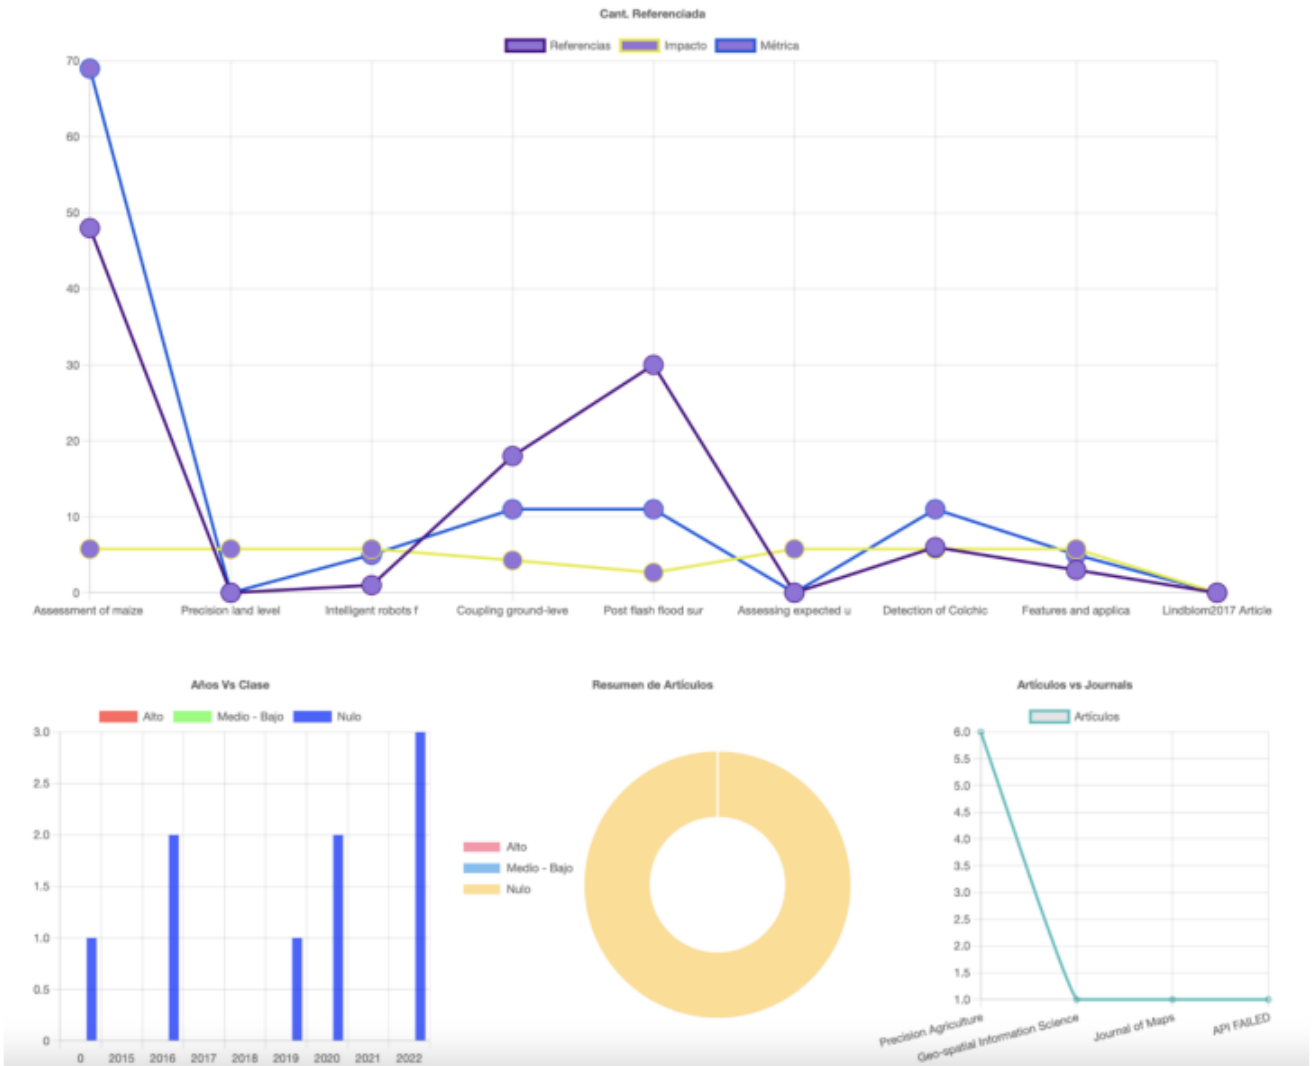 Cant. Referenciada
Referencias Impacto Métrica
70
60
50
40
30
20
10
0
Assessment of maize Precision land level Intelligent robots f Coupling ground-leve Post flash flood sur Assessing expected u Detection of Colchic Features and applica Lindblom2017 Article
Años Vs Clase
Alto Medio - Bajo Nulo
3.0
2.5
2.0
1.5
1.0
0.5
0
0 2015 2016 2017 2018 2019 2020 2021 2022
Resumen de Artículos
Alto
Medio - Bajo
Nulo
Artículos vs Journals
Artículos
6.0
5.5
5.0
4.5
4.0
3.5
3.0
2.5
2.0
1.5
1.0
Precision Agriculture Geo-spatial Information Science Journal of Maps API FAILED